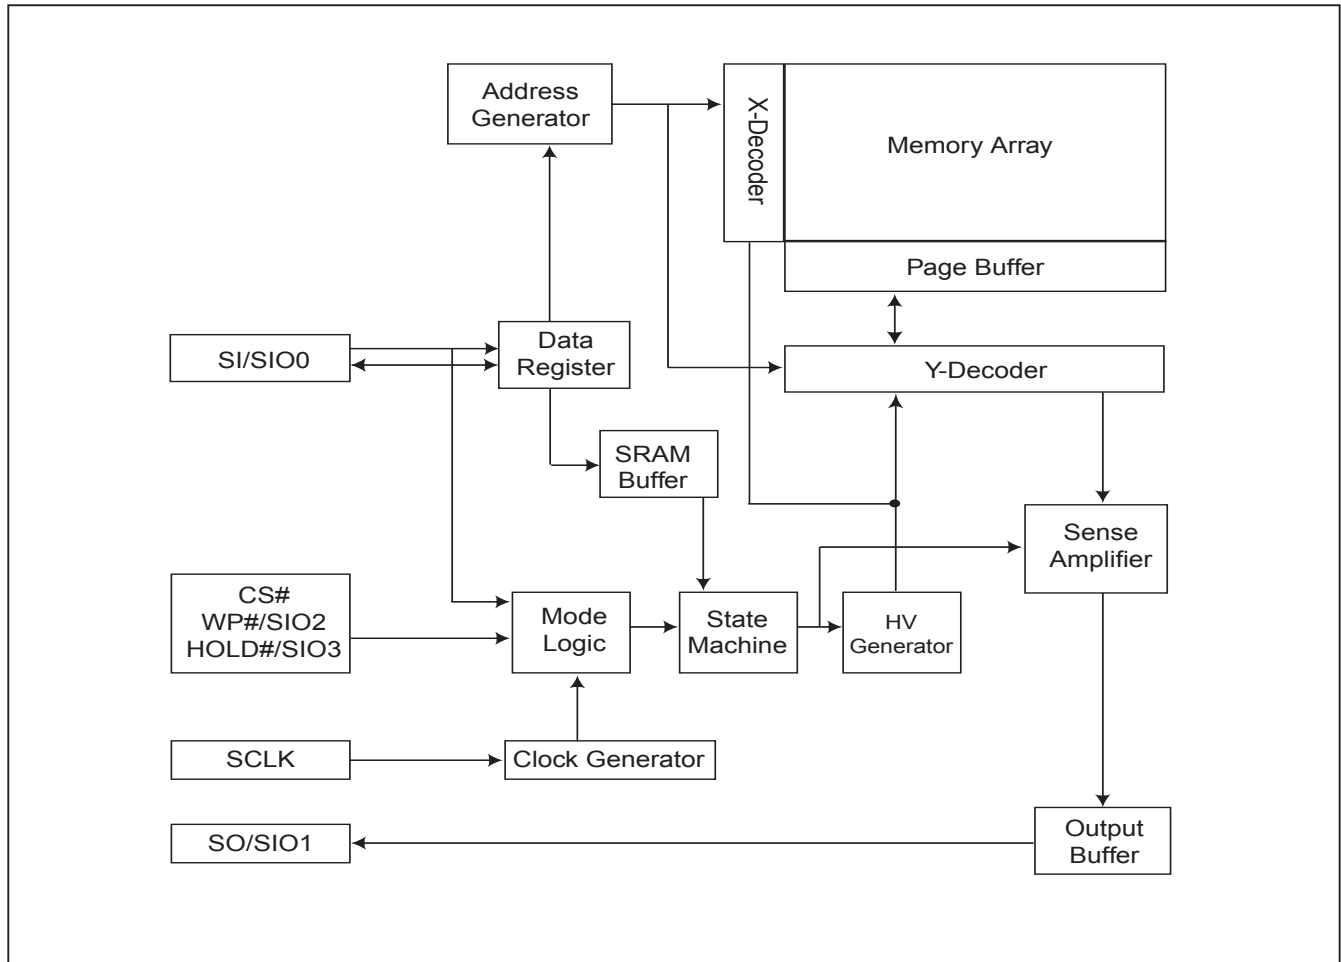 Address
Generator
X-Decoder
Memory Array
Page Buffer
SI/SIO0
Data
Register
Y-Decoder
SRAM
Buffer
Sense
Amplifier
CS#
WP#/SIO2
HOLD#/SIO3
Mode
Logic
State
Machine
HV
Generator
SCLK
Clock Generator
SO/SIO1
Output
Buffer